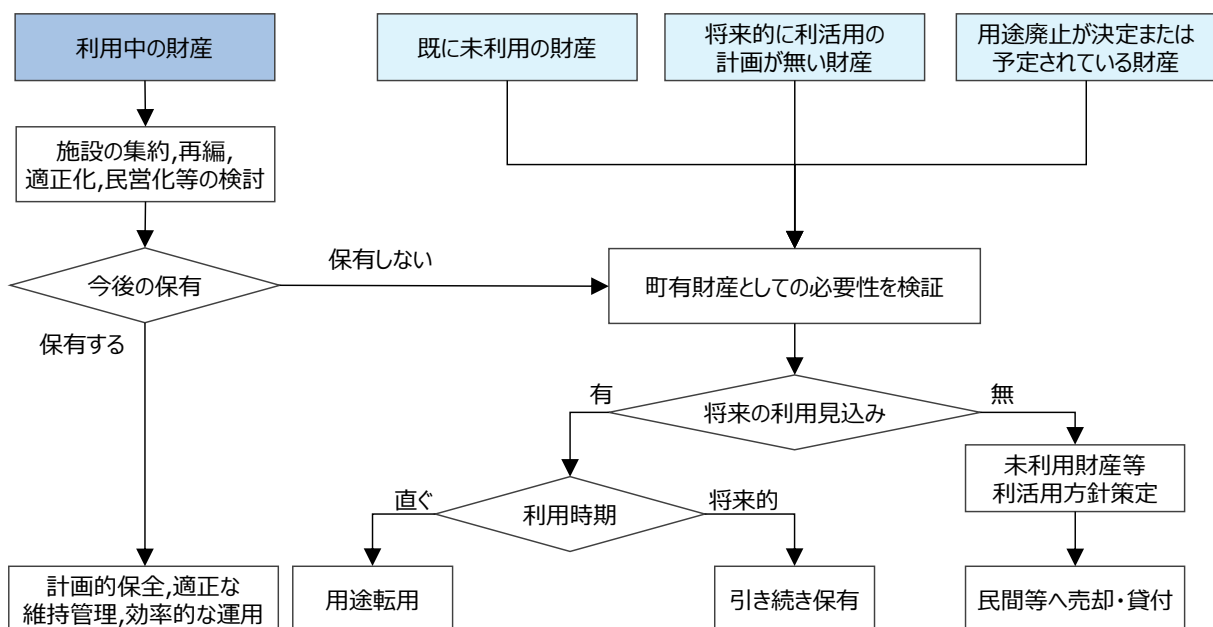 利用中の財産
既に未利用の財産
将来的に利活用の
計画が無い財産
用途廃止が決定または
予定されている財産
施設の集約,再編,
適正化,民営化等の検討
今後の保有
保有しない
町有財産としての必要性を検証
保有する
有
将来の利用見込み
無
未利用財産等
利活用方針策定
直ぐ
利用時期
将来的
計画的保全,適正な
維持管理,効率的な運用
用途転用
引き続き保有
民間等へ売却・貸付